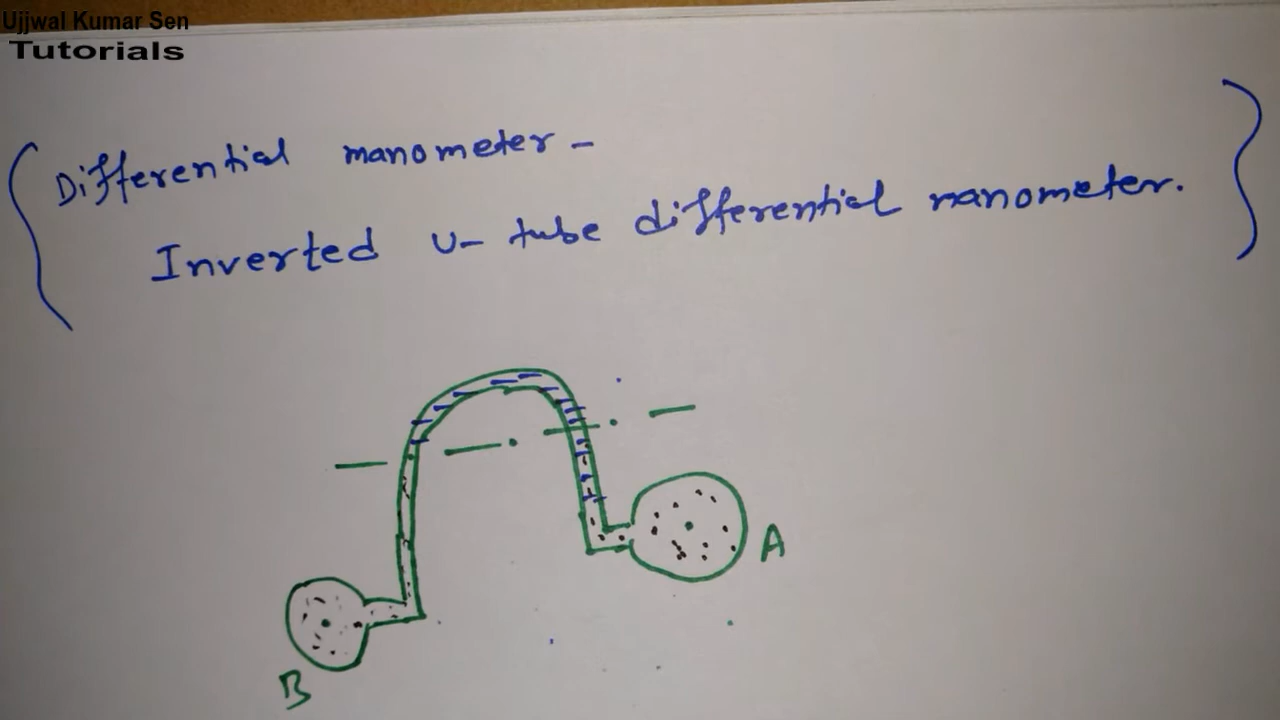 Ujjwal Kumar Sen
Tutorials
Differential manometer -
Inverted U- tube differential manometer.
A
B